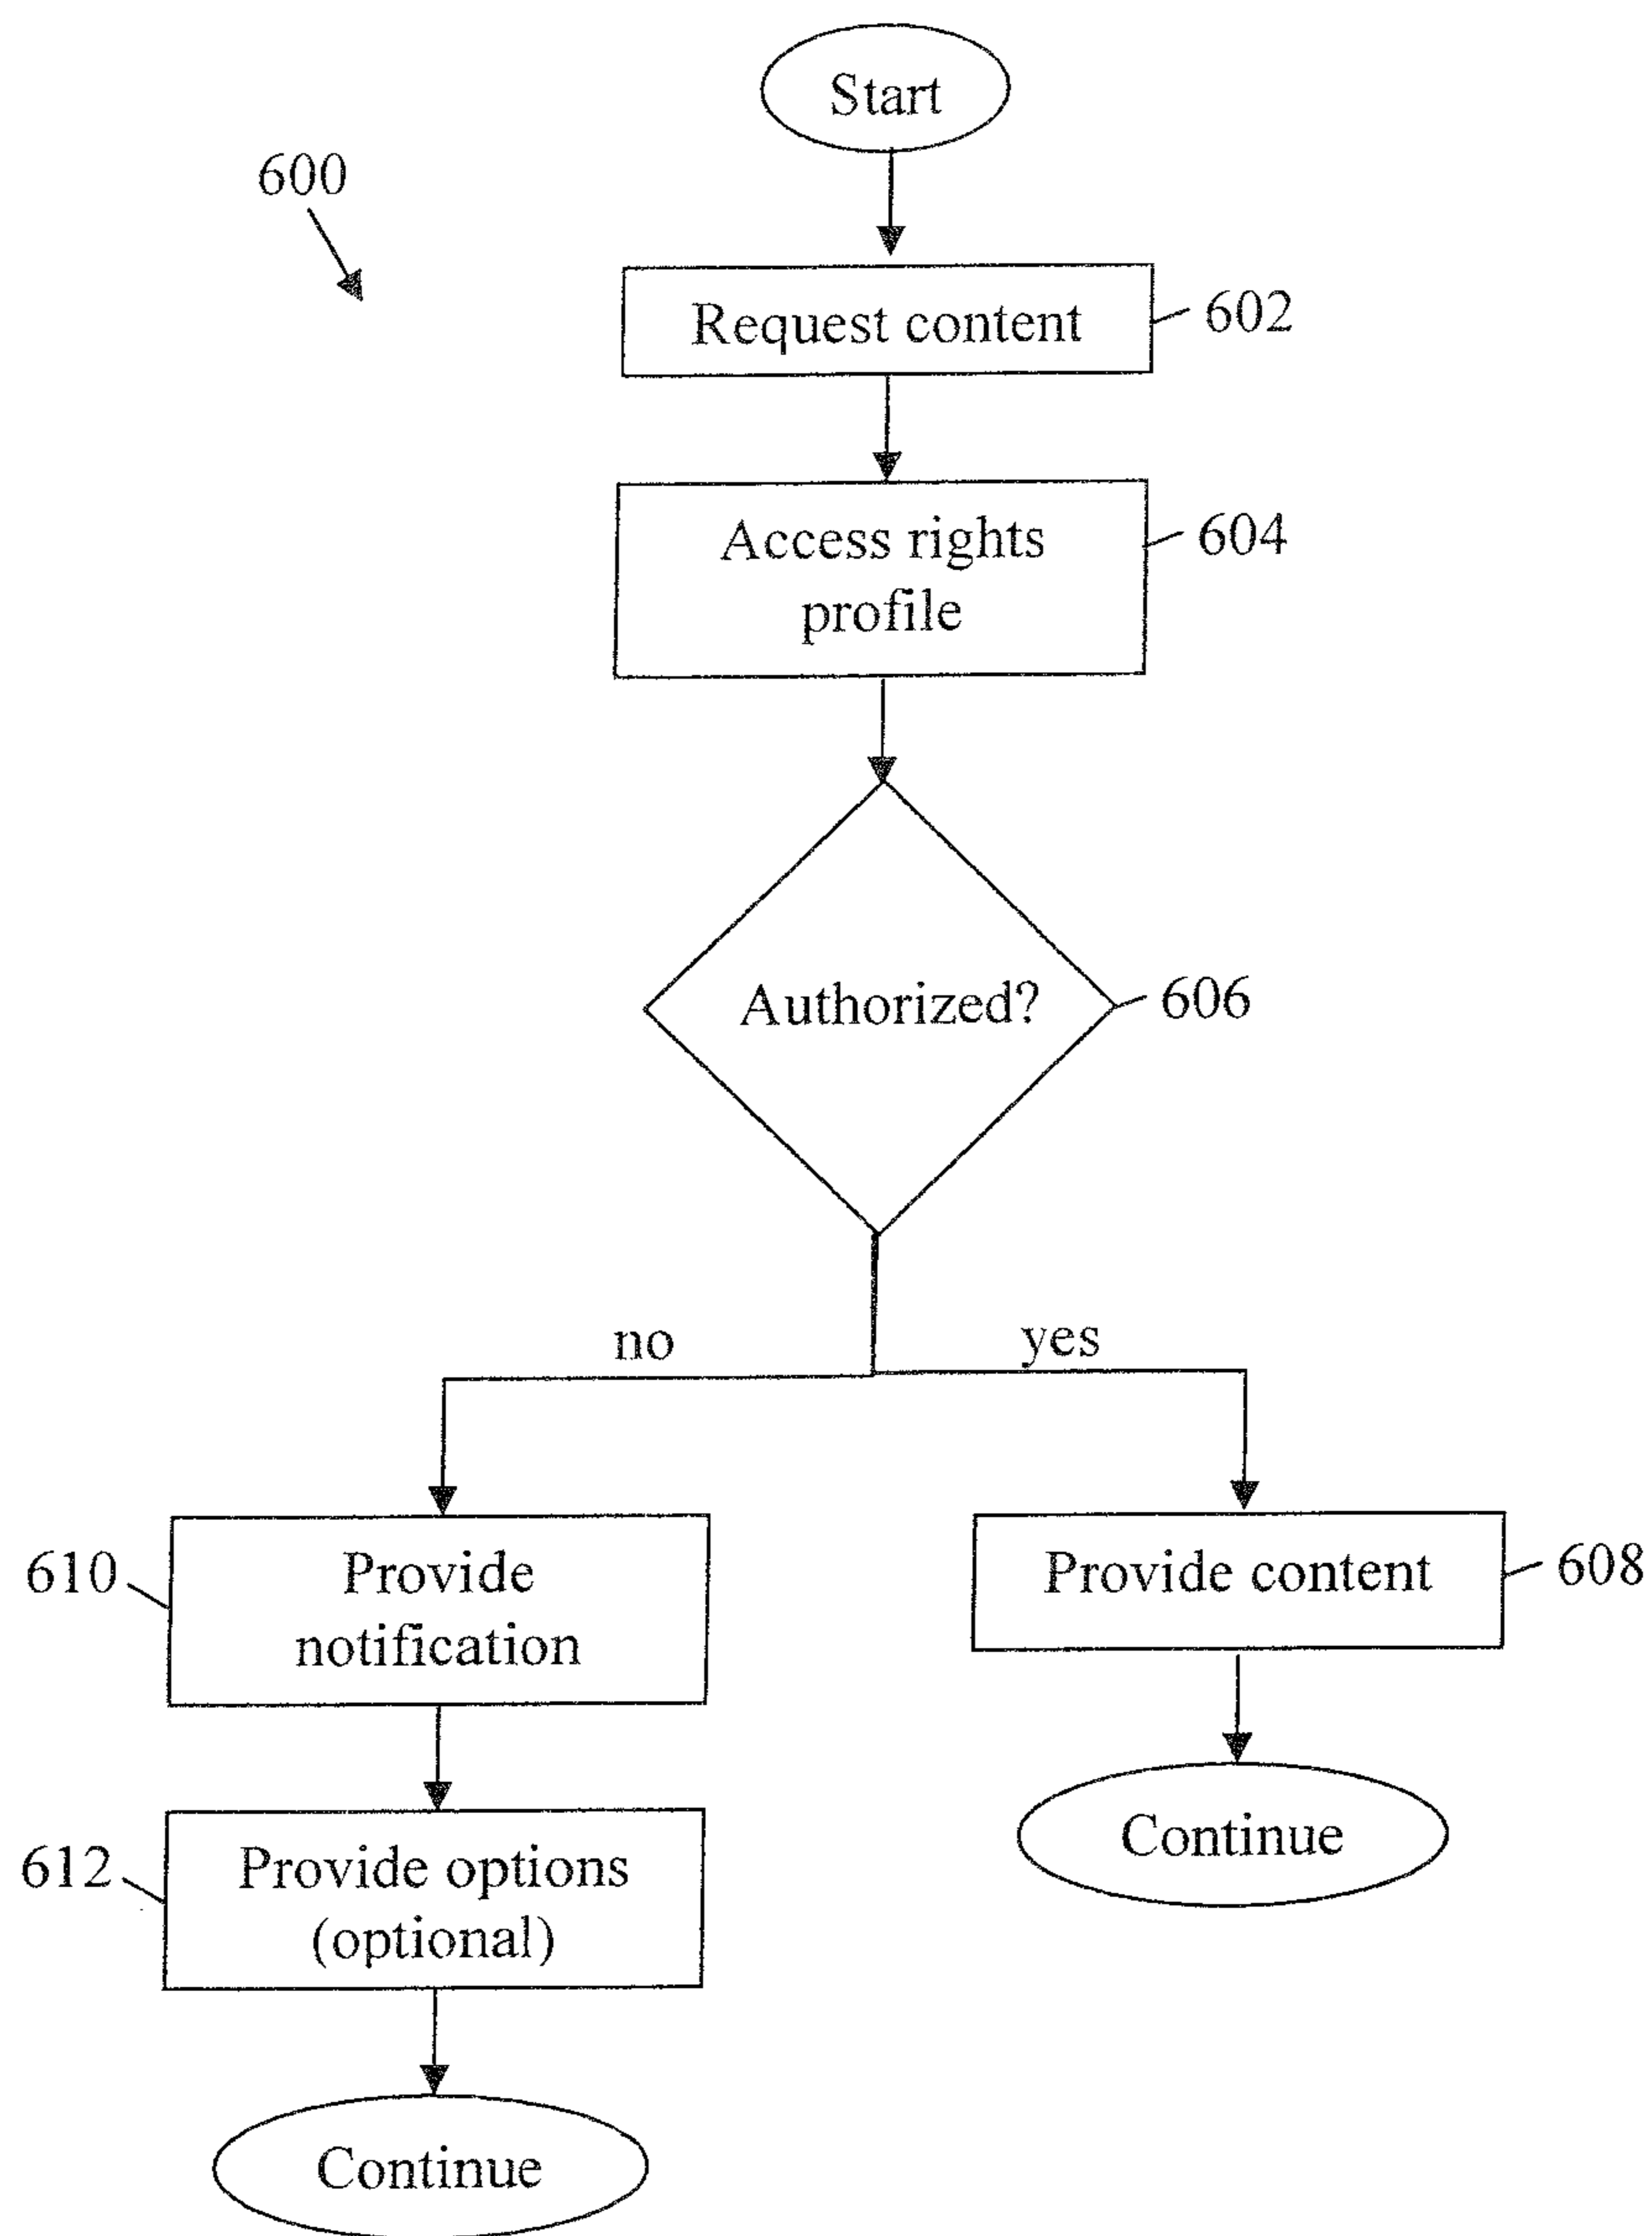 Start
600
Request content
602
Access rights
profile
604
Authorized?
606
no
yes
610
Provide
notification
Provide content
608
612
Provide options
(optional)
Continue
Continue